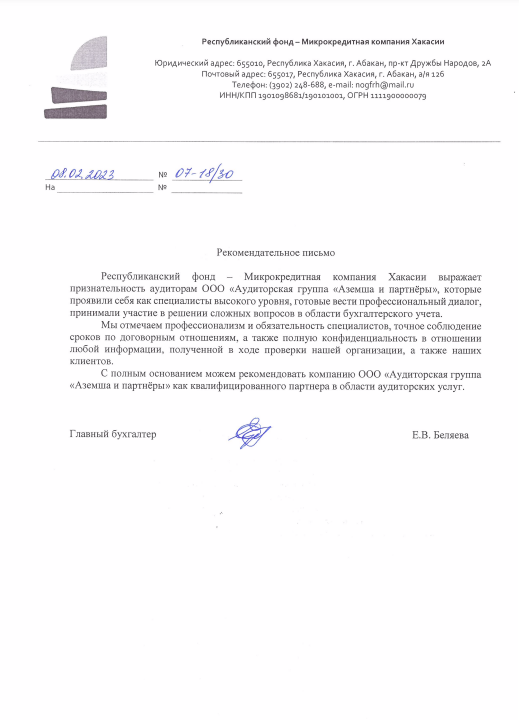 Республиканский фонд – Микрокредитная компания Хакасии
Юридический адрес: 655010, Республика Хакасия, г. Абакан, пр-кт Дружбы Народов, 2А
Почтовый адрес: 655017, Республика Хакасия, г. Абакан, а/я 126
Телефон: (3902) 248-688, e-mail: nogfrh@mail.ru
ИНН/КПП 1901098681/190101001, ОГРН 1111900000079
08.02.2023 № 07-18/30
На № 
Рекомендательное письмо
Республиканский фонд – Микрокредитная компания Хакасии выражает
признательность аудиторам ООО «Аудиторская группа «Аземша и партнёры», которые
проявили себя как специалисты высокого уровня, готовые вести профессиональный диалог,
принимали участие в решении сложных вопросов в области бухгалтерского учета.
Мы отмечаем профессионализм и обязательность специалистов, точное соблюдение
сроков по договорным отношениям, а также полную конфиденциальность в отношении
любой информации, полученной в ходе проверки нашей организации, а также наших
клиентов.
С полным основанием можем рекомендовать компанию ООО «Аудиторская группа
«Аземша и партнёры» как квалифицированного партнера в области аудиторских услуг.
Главный бухгалтер Е.В. Беляева